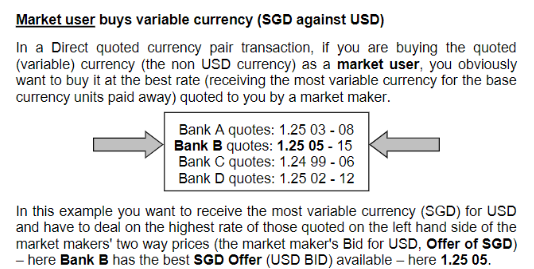 Market user buys variable currency (SGD against USD)
In a Direct quoted currency pair transaction, if you are buying the quoted
(variable) currency (the non USD currency) as a market user, you obviously
want to buy it at the best rate (receiving the most variable currency for the base
currency units paid away) quoted to you by a market maker.
Bank A quotes: 1.25 03 - 08
Bank B quotes: 1.25 05 - 15
Bank C quotes: 1.24 99 - 06
Bank D quotes: 1.25 02 - 12
In this example you want to receive the most variable currency (SGD) for USD
and have to deal on the highest rate of those quoted on the left hand side of the
market makers' two way prices (the market maker's Bid for USD, Offer of SGD)
– here Bank B has the best SGD Offer (USD BID) available – here 1.25 05.